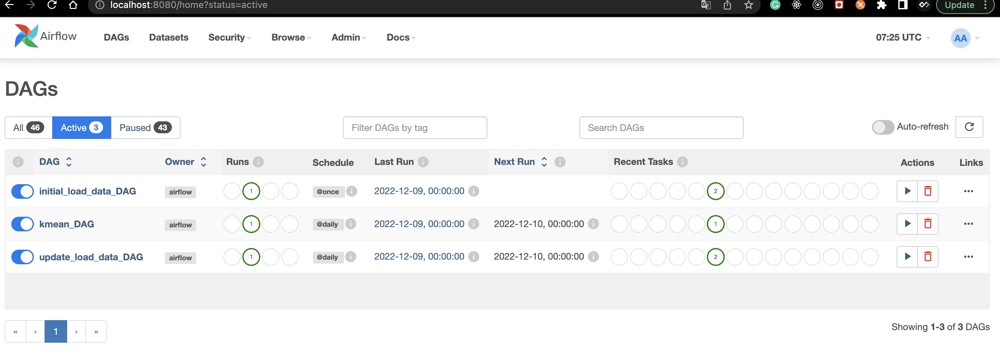 localhost:8080/home?status=active
Update
Airflow DAGs Datasets Security Browse Admin Docs 07:25 UTC AA
DAGs
All 46 Active 3 Paused 43 Filter DAGs by tag Search DAGs Auto-refresh
DAG Owner Runs Schedule Last Run Next Run Recent Tasks Actions Links
initial_load_data_DAG airflow 1 @once 2022-12-09, 00:00:00 2
kmean_DAG airflow 1 @daily 2022-12-09, 00:00:00 2022-12-10, 00:00:00 1
update_load_data_DAG airflow 1 @daily 2022-12-09, 00:00:00 2022-12-10, 00:00:00 2
« ‹ 1 › »
Showing 1-3 of 3 DAGs